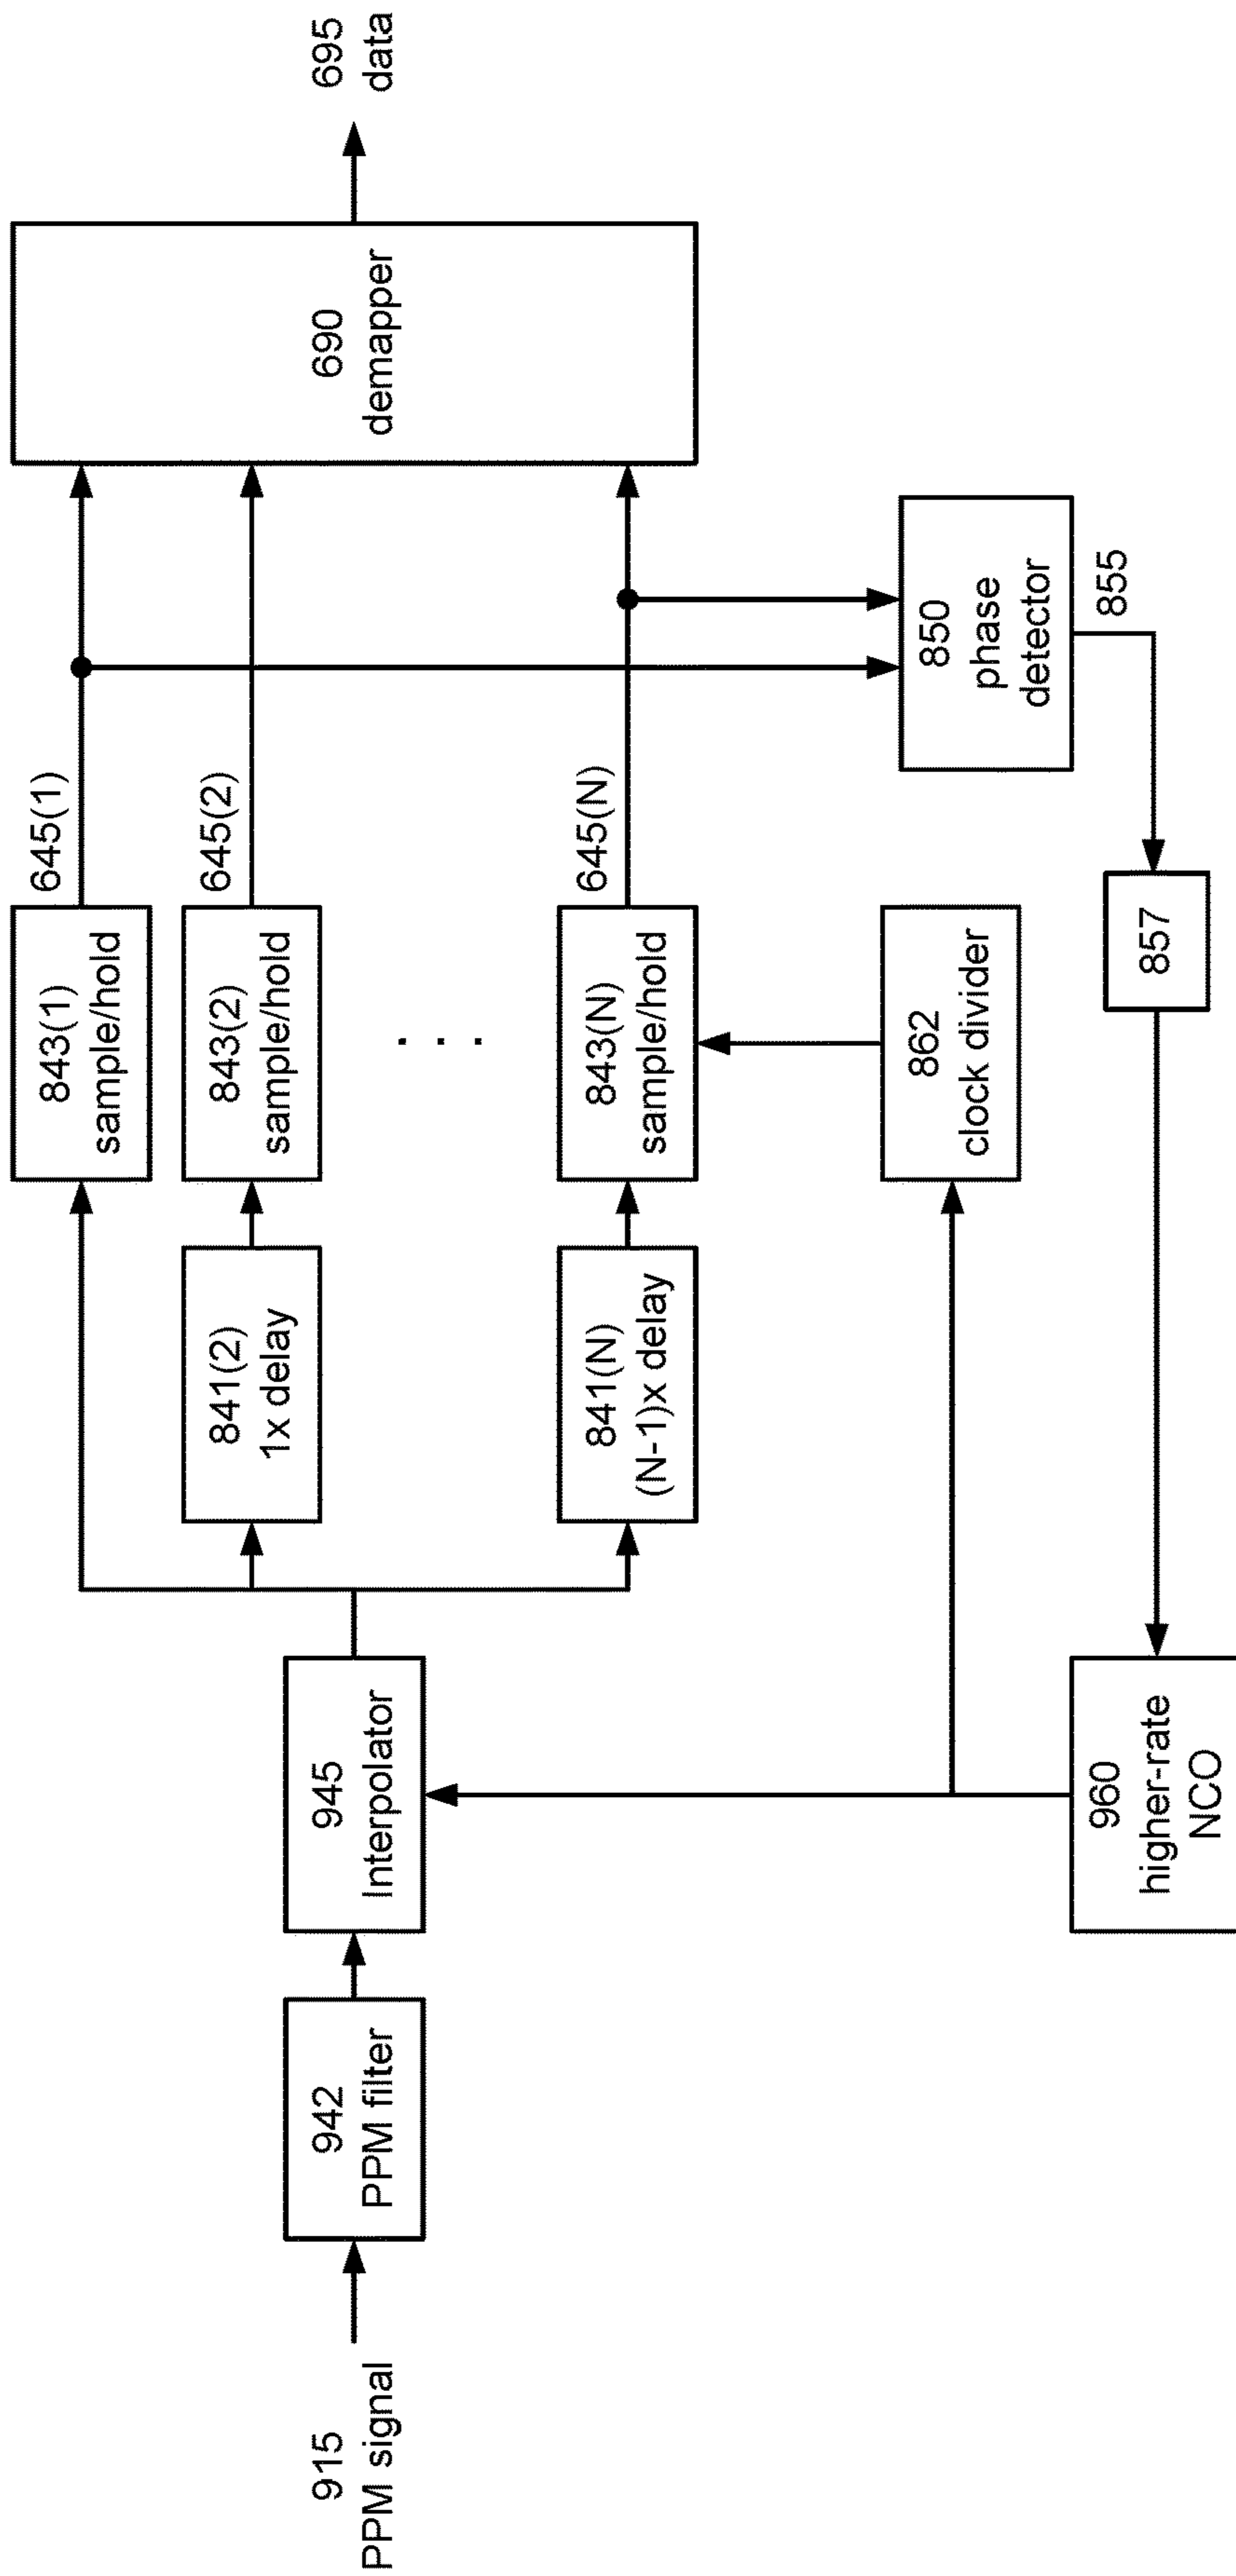 915
PPM signal
942
PPM filter
945
Interpolator
841(2)
1x delay
841(N)
(N-1)x delay
843(1)
sample/hold
843(2)
sample/hold
. . .
843(N)
sample/hold
645(1)
645(2)
645(N)
690
demapper
695
data
960
higher-rate
NCO
862
clock divider
857
850
phase
detector
855